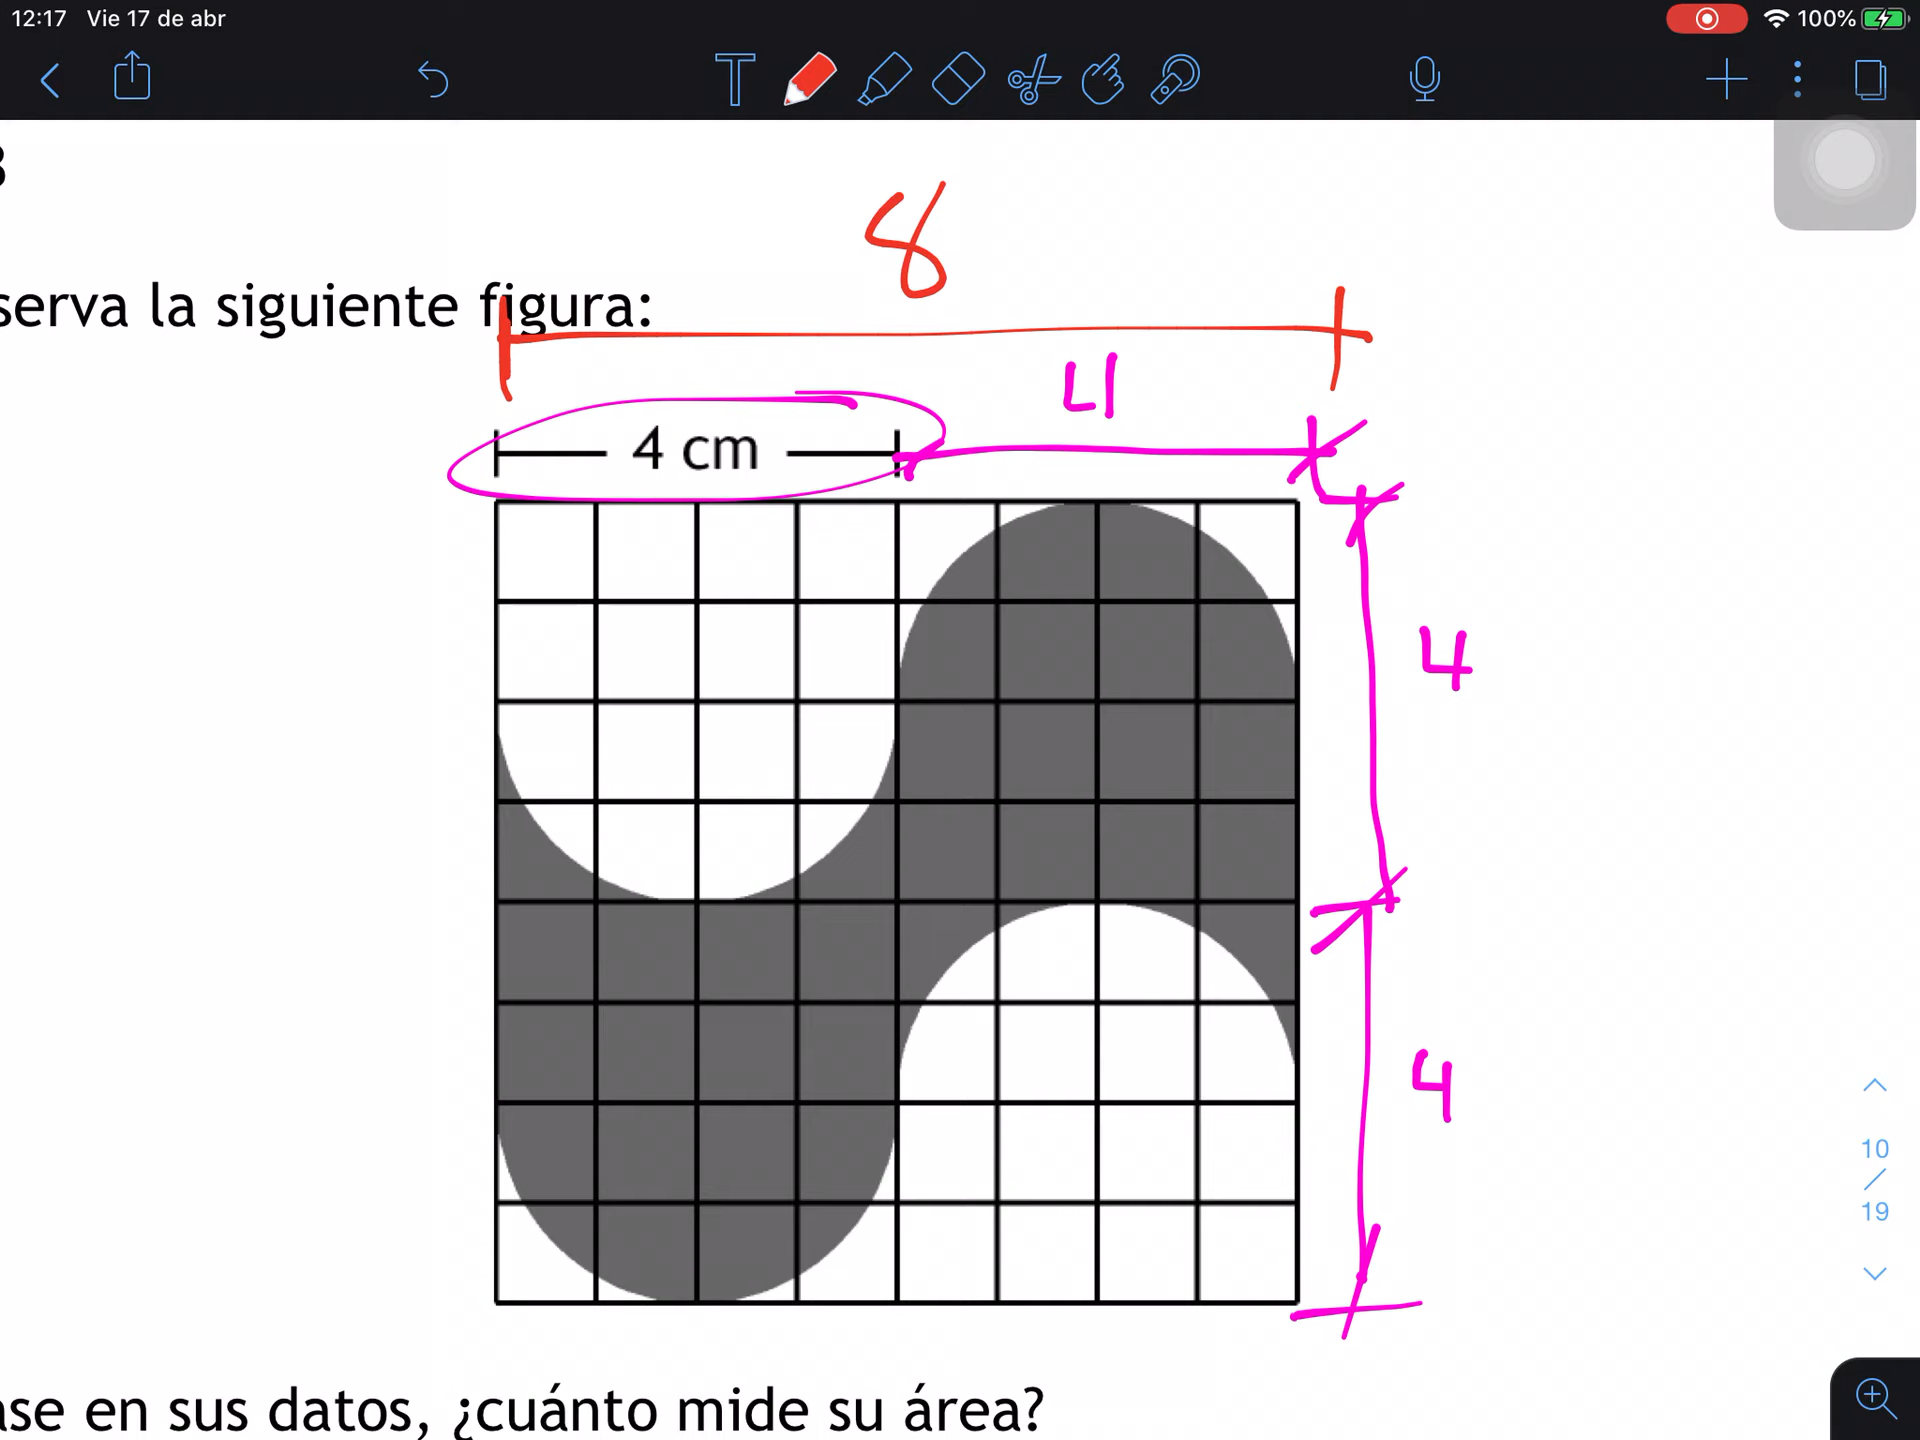 12:17 Vie 17 de abr
100%
T
8
serva la siguiente figura:
4
4 cm
4
4
10
/
19
ase en sus datos, ¿cuánto mide su área?